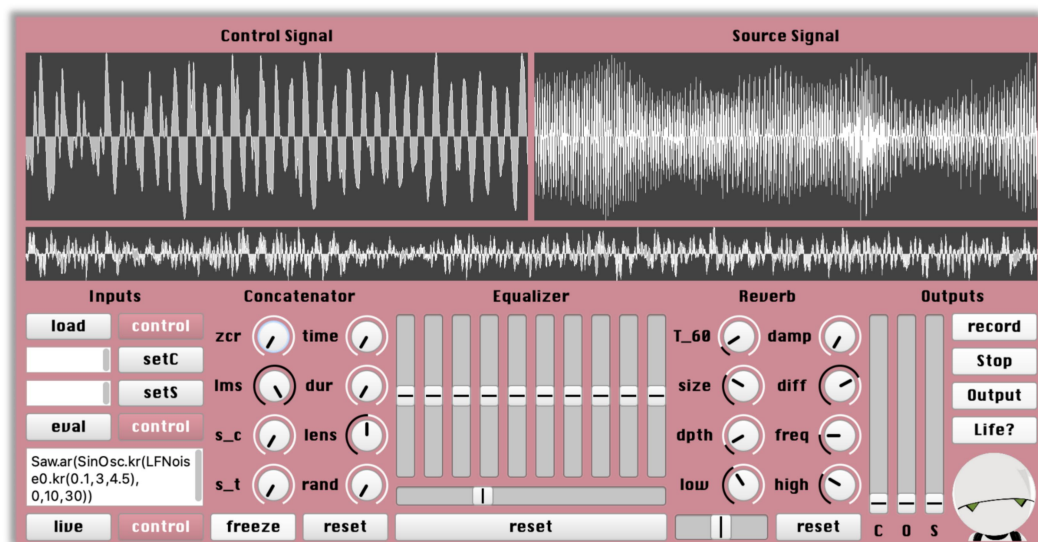 Control Signal
Source Signal
Inputs
Concatenator
Equalizer
Reverb
Outputs
load
control
zcr
time
T_60
damp
record
setC
Stop
lms
dur
size
diff
setS
Output
eval
control
s_c
lens
dpth
freq
Life?
Saw.ar(SinOsc.kr(LFNois
e0.kr(0.1,3,4.5),
0,10,30))
s_t
rand
low
high
live
control
freeze
reset
reset
reset
C O S